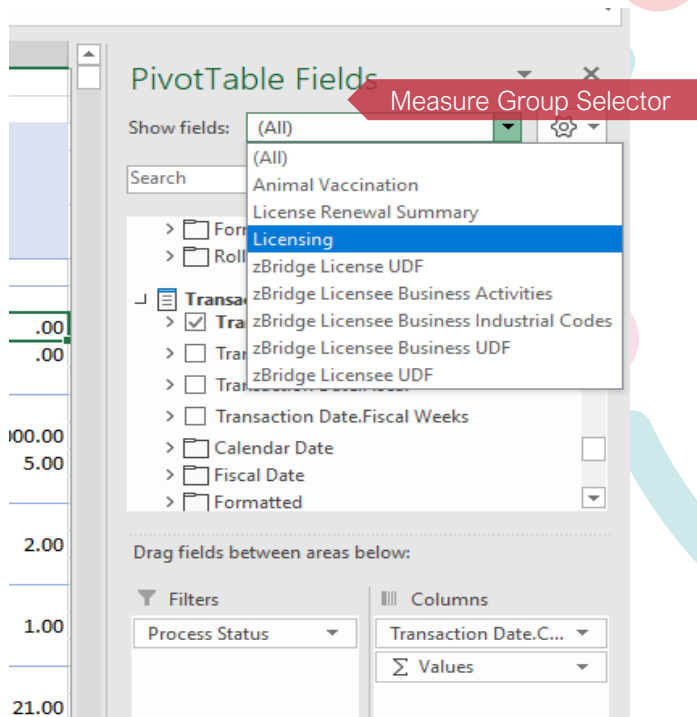 PivotTable Fields
Measure Group Selector
Show fields: (All)
(All)
Search
Animal Vaccination
License Renewal Summary
Licensing
zBridge License UDF
zBridge Licensee Business Activities
zBridge Licensee Business Industrial Codes
zBridge Licensee Business UDF
zBridge Licensee UDF
Transaction Date.Fiscal Weeks
Calendar Date
Fiscal Date
Formatted
.00
.00
5.00
2.00
1.00
21.00
Drag fields between areas below:
Filters
Columns
Process Status
Transaction Date.C...
Σ Values